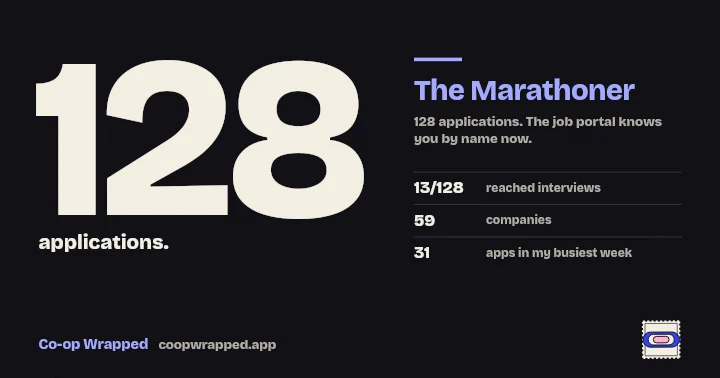 128
applications.
The Marathoner
128 applications. The job portal knows
you by name now.
13/128 reached interviews
59 companies
31 apps in my busiest week
Co-op Wrapped coopwrapped.app